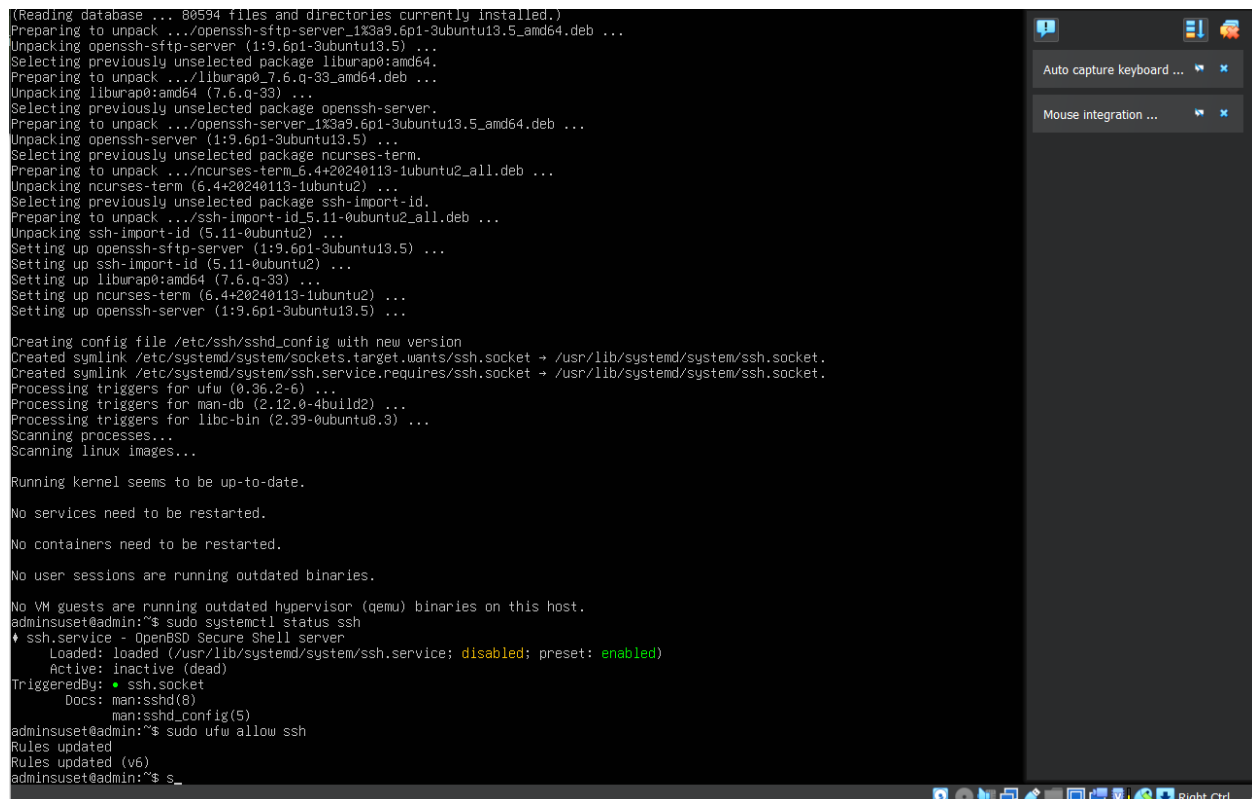 (Reading database ... 80594 files and directories currently installed.)
Preparing to unpack .../openssh-sftp-server_1%3a9.6p1-3ubuntu13.5_amd64.deb ...
Unpacking openssh-sftp-server (1:9.6p1-3ubuntu13.5) ...
Selecting previously unselected package libwrap0:amd64.
Preparing to unpack .../libwrap0_7.6.q-33_amd64.deb ...
Unpacking libwrap0:amd64 (7.6.q-33) ...
Selecting previously unselected package openssh-server.
Preparing to unpack .../openssh-server_1%3a9.6p1-3ubuntu13.5_amd64.deb ...
Unpacking openssh-server (1:9.6p1-3ubuntu13.5) ...
Selecting previously unselected package ncurses-term.
Preparing to unpack .../ncurses-term_6.4+20240113-1ubuntu2_all.deb ...
Unpacking ncurses-term (6.4+20240113-1ubuntu2) ...
Selecting previously unselected package ssh-import-id.
Preparing to unpack .../ssh-import-id_5.11-0ubuntu2_all.deb ...
Unpacking ssh-import-id (5.11-0ubuntu2) ...
Setting up openssh-sftp-server (1:9.6p1-3ubuntu13.5) ...
Setting up ssh-import-id (5.11-0ubuntu2) ...
Setting up libwrap0:amd64 (7.6.q-33) ...
Setting up ncurses-term (6.4+20240113-1ubuntu2) ...
Setting up openssh-server (1:9.6p1-3ubuntu13.5) ...
Creating config file /etc/ssh/sshd_config with new version
Created symlink /etc/systemd/system/sockets.target.wants/ssh.socket → /usr/lib/systemd/system/ssh.socket.
Created symlink /etc/systemd/system/ssh.service.requires/ssh.socket → /usr/lib/systemd/system/ssh.socket.
Processing triggers for ufw (0.36.2-6) ...
Processing triggers for man-db (2.12.0-4build2) ...
Processing triggers for libc-bin (2.39-0ubuntu8.3) ...
Scanning processes...
Scanning linux images...
Running kernel seems to be up-to-date.
No services need to be restarted.
No containers need to be restarted.
No user sessions are running outdated binaries.
No VM guests are running outdated hypervisor (qemu) binaries on this host.
adminsuset@admin:~$ sudo systemctl status ssh
♦ ssh.service - OpenBSD Secure Shell server
Loaded: loaded (/usr/lib/systemd/system/ssh.service; disabled; preset: enabled)
Active: inactive (dead)
TriggeredBy: • ssh.socket
Docs: man:sshd(8)
man:sshd_config(5)
adminsuset@admin:~$ sudo ufw allow ssh
Rules updated
Rules updated (v6)
adminsuset@admin:~$ s_
Auto capture keyboard ...
Mouse integration ...
Right Ctrl